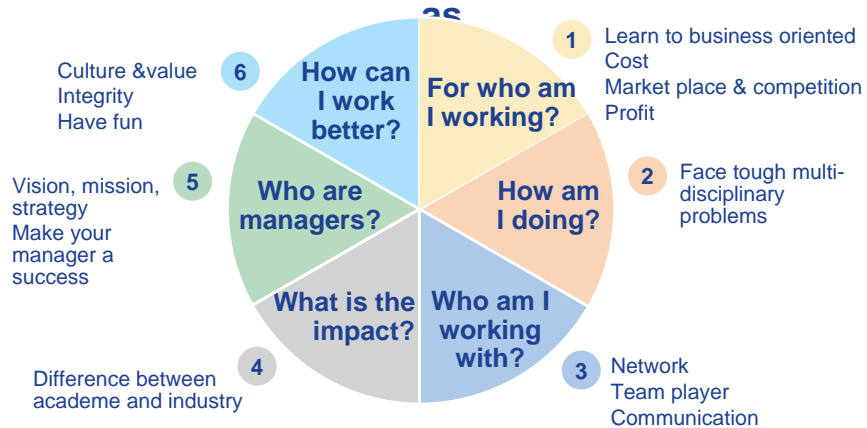 as
1
Learn to business oriented
Cost
Market place & competition
Profit
For who am
I working?
2
Face tough multi-
disciplinary
problems
How am
I doing?
3
Network
Team player
Communication
Who am I
working
with?
4
Difference between
academe and industry
What is the
impact?
5
Vision, mission,
strategy
Make your
manager a
success
Who are
managers?
6
Culture &value
Integrity
Have fun
How can
I work
better?